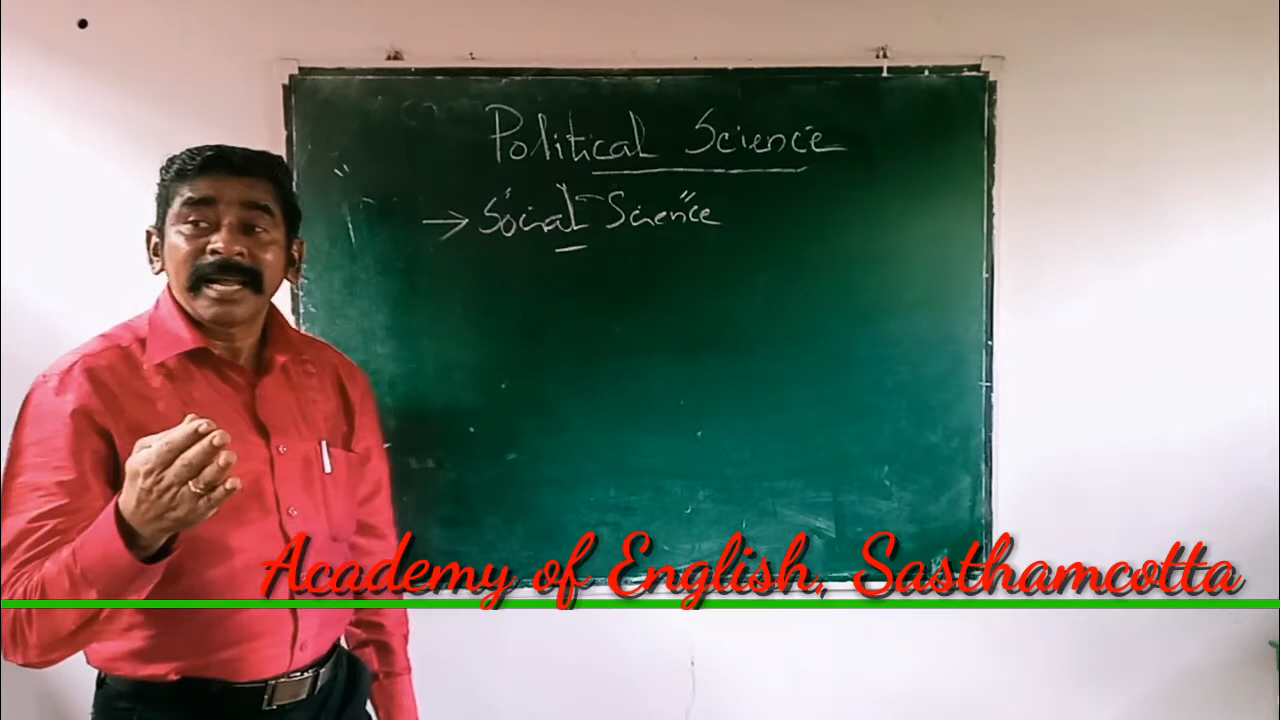 Political Science
→ Social Science
Academy of English, Sasthamcotta